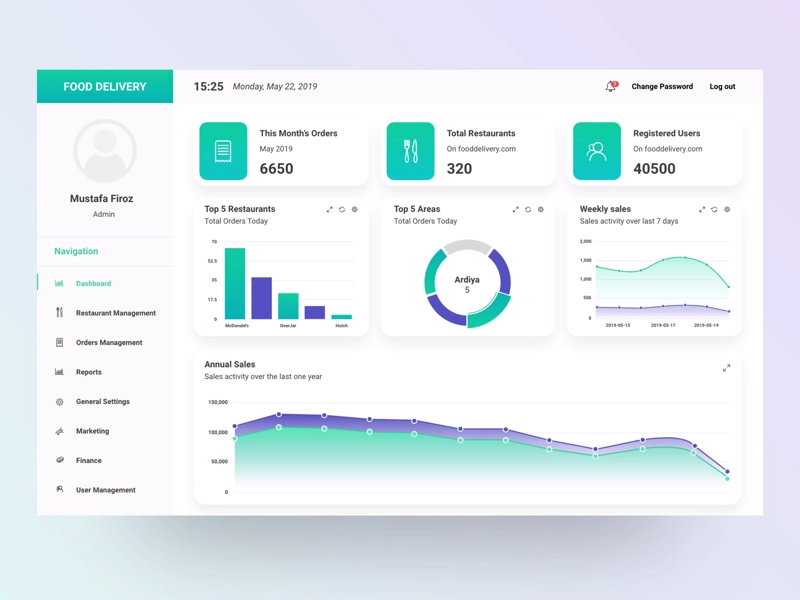 FOOD DELIVERY
15:25 Monday, May 22, 2019
Change Password
Log out
Mustafa Firoz
Admin
Navigation
Dashboard
Restaurant Management
Orders Management
Reports
General Settings
Marketing
Finance
User Management
This Month's Orders
May 2019
6650
Total Restaurants
On fooddelivery.com
320
Registered Users
On fooddelivery.com
40500
Top 5 Restaurants
Total Orders Today
70
52.5
35
17.5
0
McDonald's OverJar Hutch
Top 5 Areas
Total Orders Today
Ardiya
5
Weekly sales
Sales activity over last 7 days
2,000
1,500
1,000
500
0
2019-05-15 2019-05-17 2019-05-19
Annual Sales
Sales activity over the last one year
150,000
100,000
50,000
0